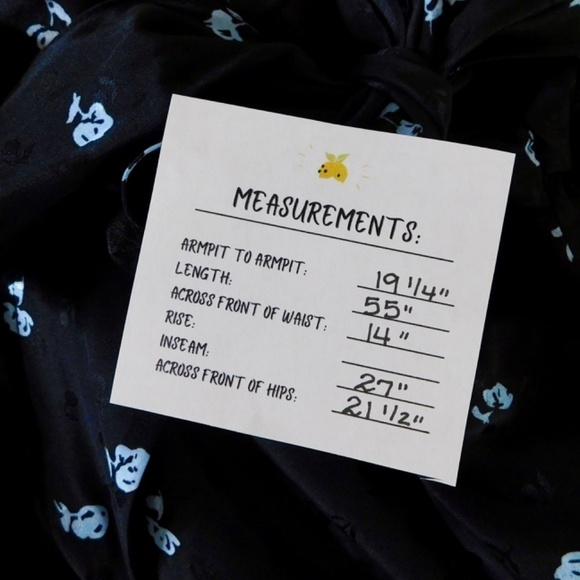 MEASUREMENTS:
ARMPIT TO ARMPIT: 19 1/4"
LENGTH: 55"
ACROSS FRONT OF WAIST: 14"
RISE:
INSEAM: 27"
ACROSS FRONT OF HIPS: 21 1/2"